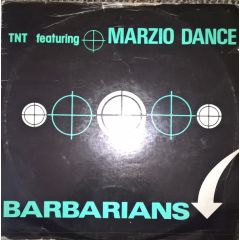 TNT featuring MARZIO DANCE
BARBARIANS